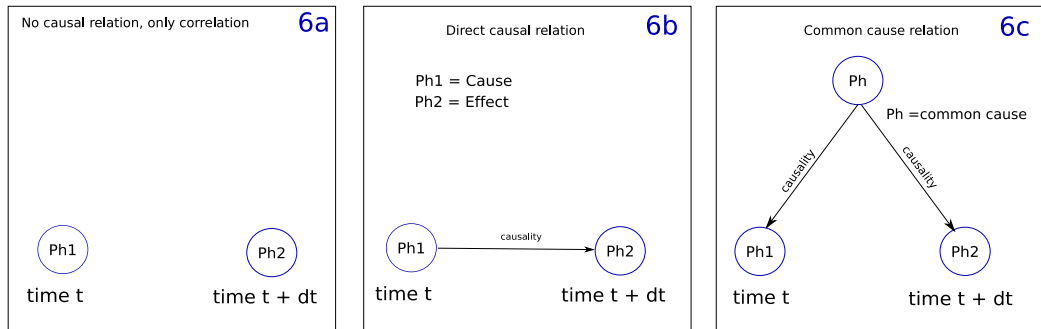 No causal relation, only correlation
6a
Ph1
Ph2
time t
time t + dt
Direct causal relation
6b
Ph1 = Cause
Ph2 = Effect
Ph1
causality
Ph2
time t
time t + dt
Common cause relation
6c
Ph
Ph =common cause
causality
causality
Ph1
Ph2
time t
time t + dt